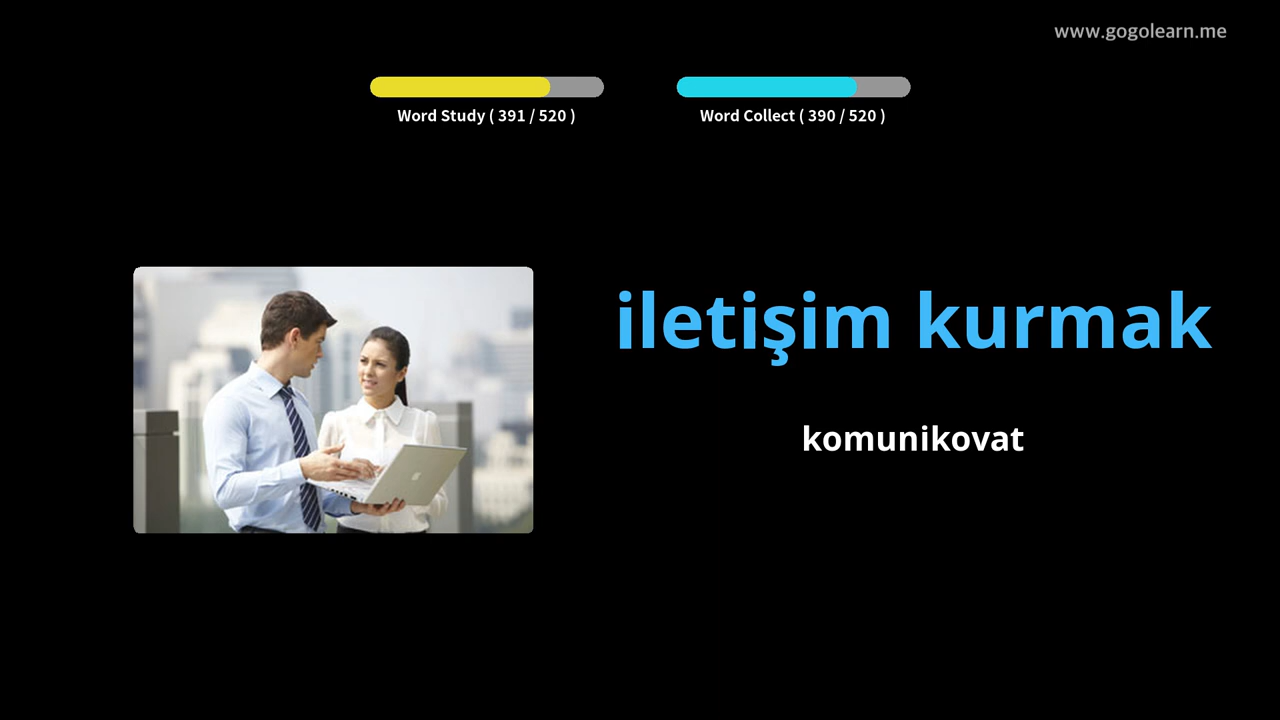 www.gogolearn.me
Word Study ( 391 / 520 )
Word Collect ( 390 / 520 )
iletişim kurmak
komunikovat